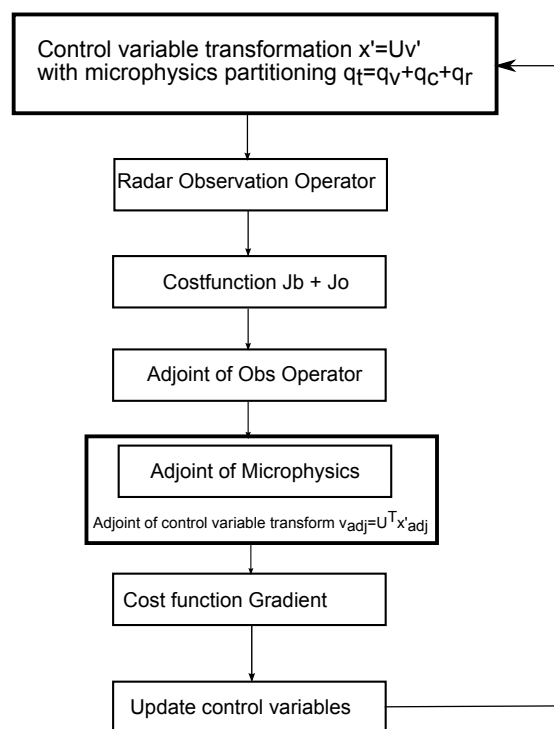 Control variable transformation x'=Uv'
with microphysics partitioning qt=qv+qc+qr
Radar Observation Operator
Costfunction Jb + Jo
Adjoint of Obs Operator
Adjoint of Microphysics
Adjoint of control variable transform vadj=UTx'adj
Cost function Gradient
Update control variables